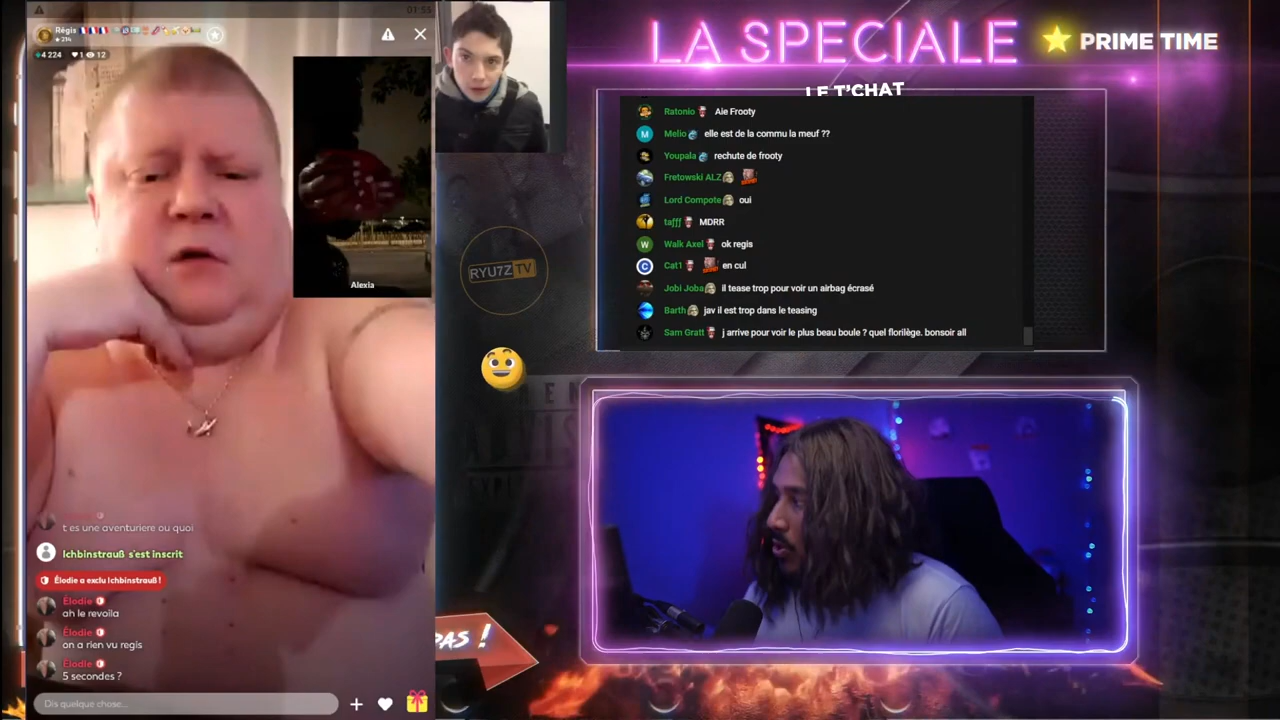 01:55
Régis
21k
4 224
1
12
Alexia
t es une aventuriere ou quoi
Ichbinstrauß s'est inscrit
Élodie a exclu Ichbinstrauß !
Élodie
ah le revoila
Élodie
on a rien vu regis
Élodie
5 secondes ?
Dis quelque chose...
RYU7Z TV
PAS !
LA SPECIALE
PRIME TIME
LE T'CHAT
Ratonio Aie Frooty
M Melio elle est de la commu la meuf ??
Youpala rechute de frooty
Fretowski ALZ
Lord Compote oui
tafff MDRR
W Walk Axel ok regis
C Cat1 en cul
Jobi Joba il tease trop pour voir un airbag écrasé
Barth jav il est trop dans le teasing
Sam Gratt j arrive pour voir le plus beau boule ? quel florilège. bonsoir all